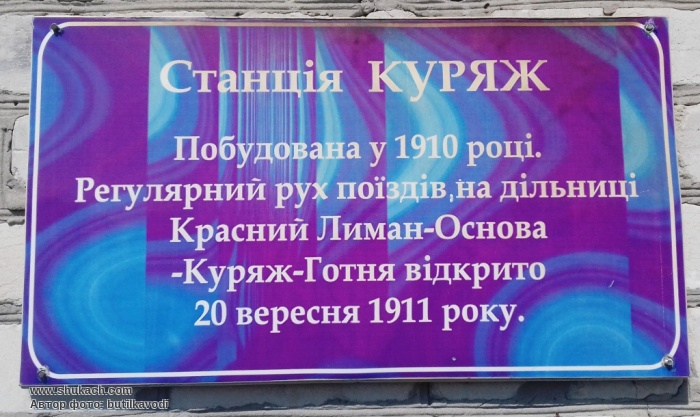 Станція КУРЯЖ
Побудована у 1910 році.
Регулярний рух поїздів, на дільниці
Красний Лиман-Основа
-Куряж-Готня відкрито
20 вересня 1911 року.
www.shukach.com
Автор фото: butilkavodi